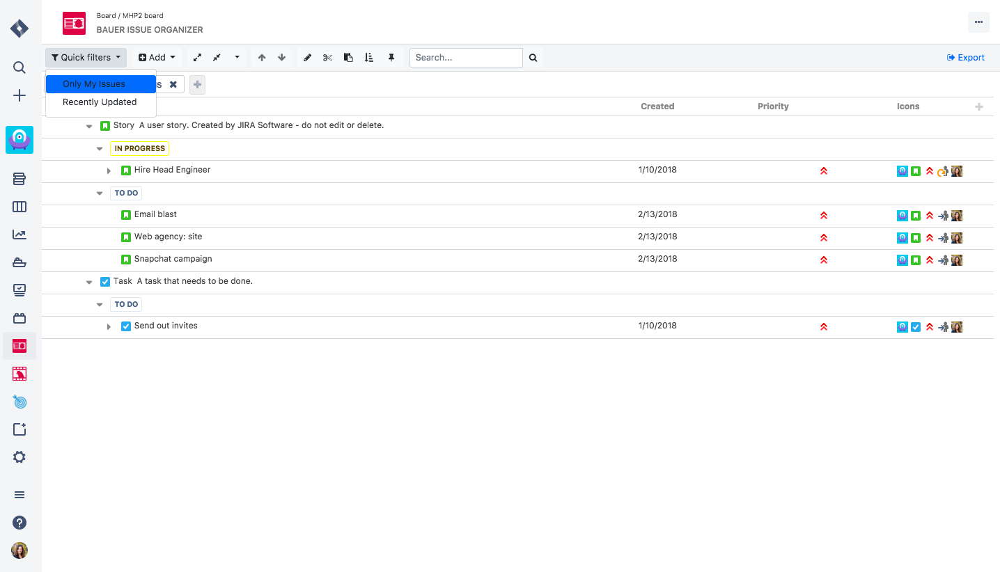 Board / MHP2 board
BAUER ISSUE ORGANIZER
Quick filters Add Search... Export
Only My Issues
Recently Updated
Created Priority Icons
Story A user story. Created by JIRA Software - do not edit or delete.
IN PROGRESS
Hire Head Engineer 1/10/2018
TO DO
Email blast 2/13/2018
Web agency: site 2/13/2018
Snapchat campaign 2/13/2018
Task A task that needs to be done.
TO DO
Send out invites 1/10/2018